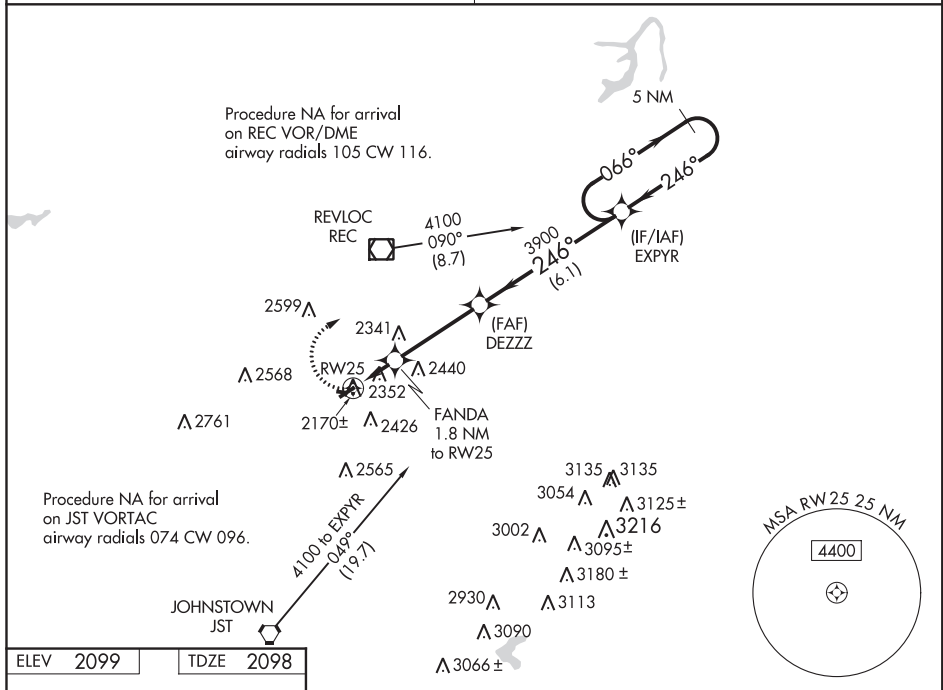 5 NM
Procedure NA for arrival
on REC VOR/DME
airway radials 105 CW 116.
066°
246°
REVLOC
REC
4100
090°
(8.7)
3900
246°
(6.1)
(IF/IAF)
EXPYR
2599
2341
(FAF)
DEZZZ
RW25
2568
2440
2352
2761
2170±
2426
FANDA
1.8 NM
to RW25
2565
3135
3135
3054
3125±
Procedure NA for arrival
on JST VORTAC
airway radials 074 CW 096.
4100 to EXPYR
049°
(19.7)
3002
3216
3095±
3180 ±
MSA RW 25 25 NM
4400
JOHNSTOWN
JST
2930
3113
3090
3066 ±
ELEV 2099
TDZE 2098